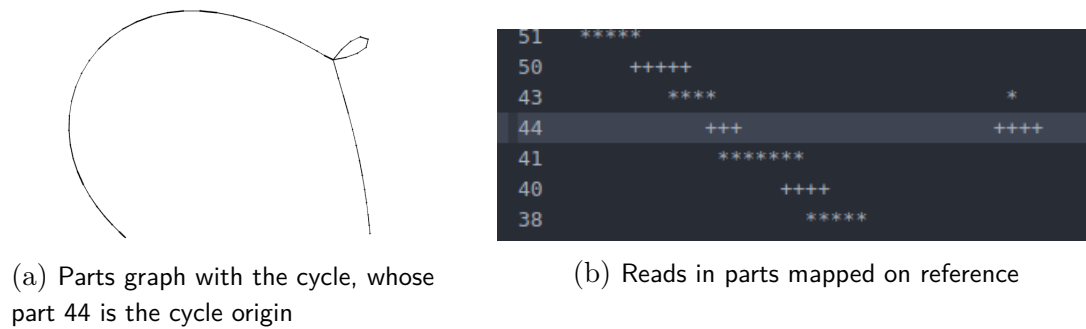 51 *****
50 +++++
43 **** *
44 +++ ++++
41 *******
40 ++++
38 *****
(a) Parts graph with the cycle, whose
part 44 is the cycle origin
(b) Reads in parts mapped on reference